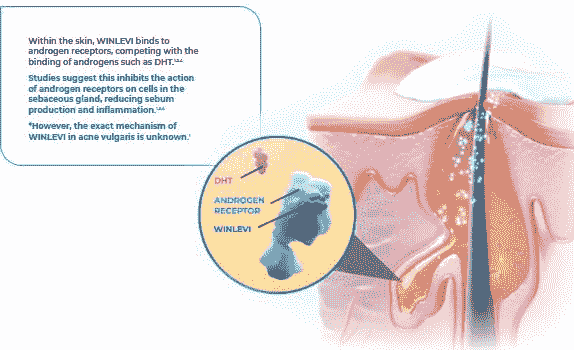 Within the skin, WINLEVI binds to
androgen receptors, competing with the
binding of androgens such as DHT.
Studies suggest this inhibits the action
of androgen receptors on cells in the
sebaceous gland, reducing sebum
production and inflammation.
*However, the exact mechanism of
WINLEVI in acne vulgaris is unknown.¹
DHT
ANDROGEN
RECEPTOR
WINLEVI